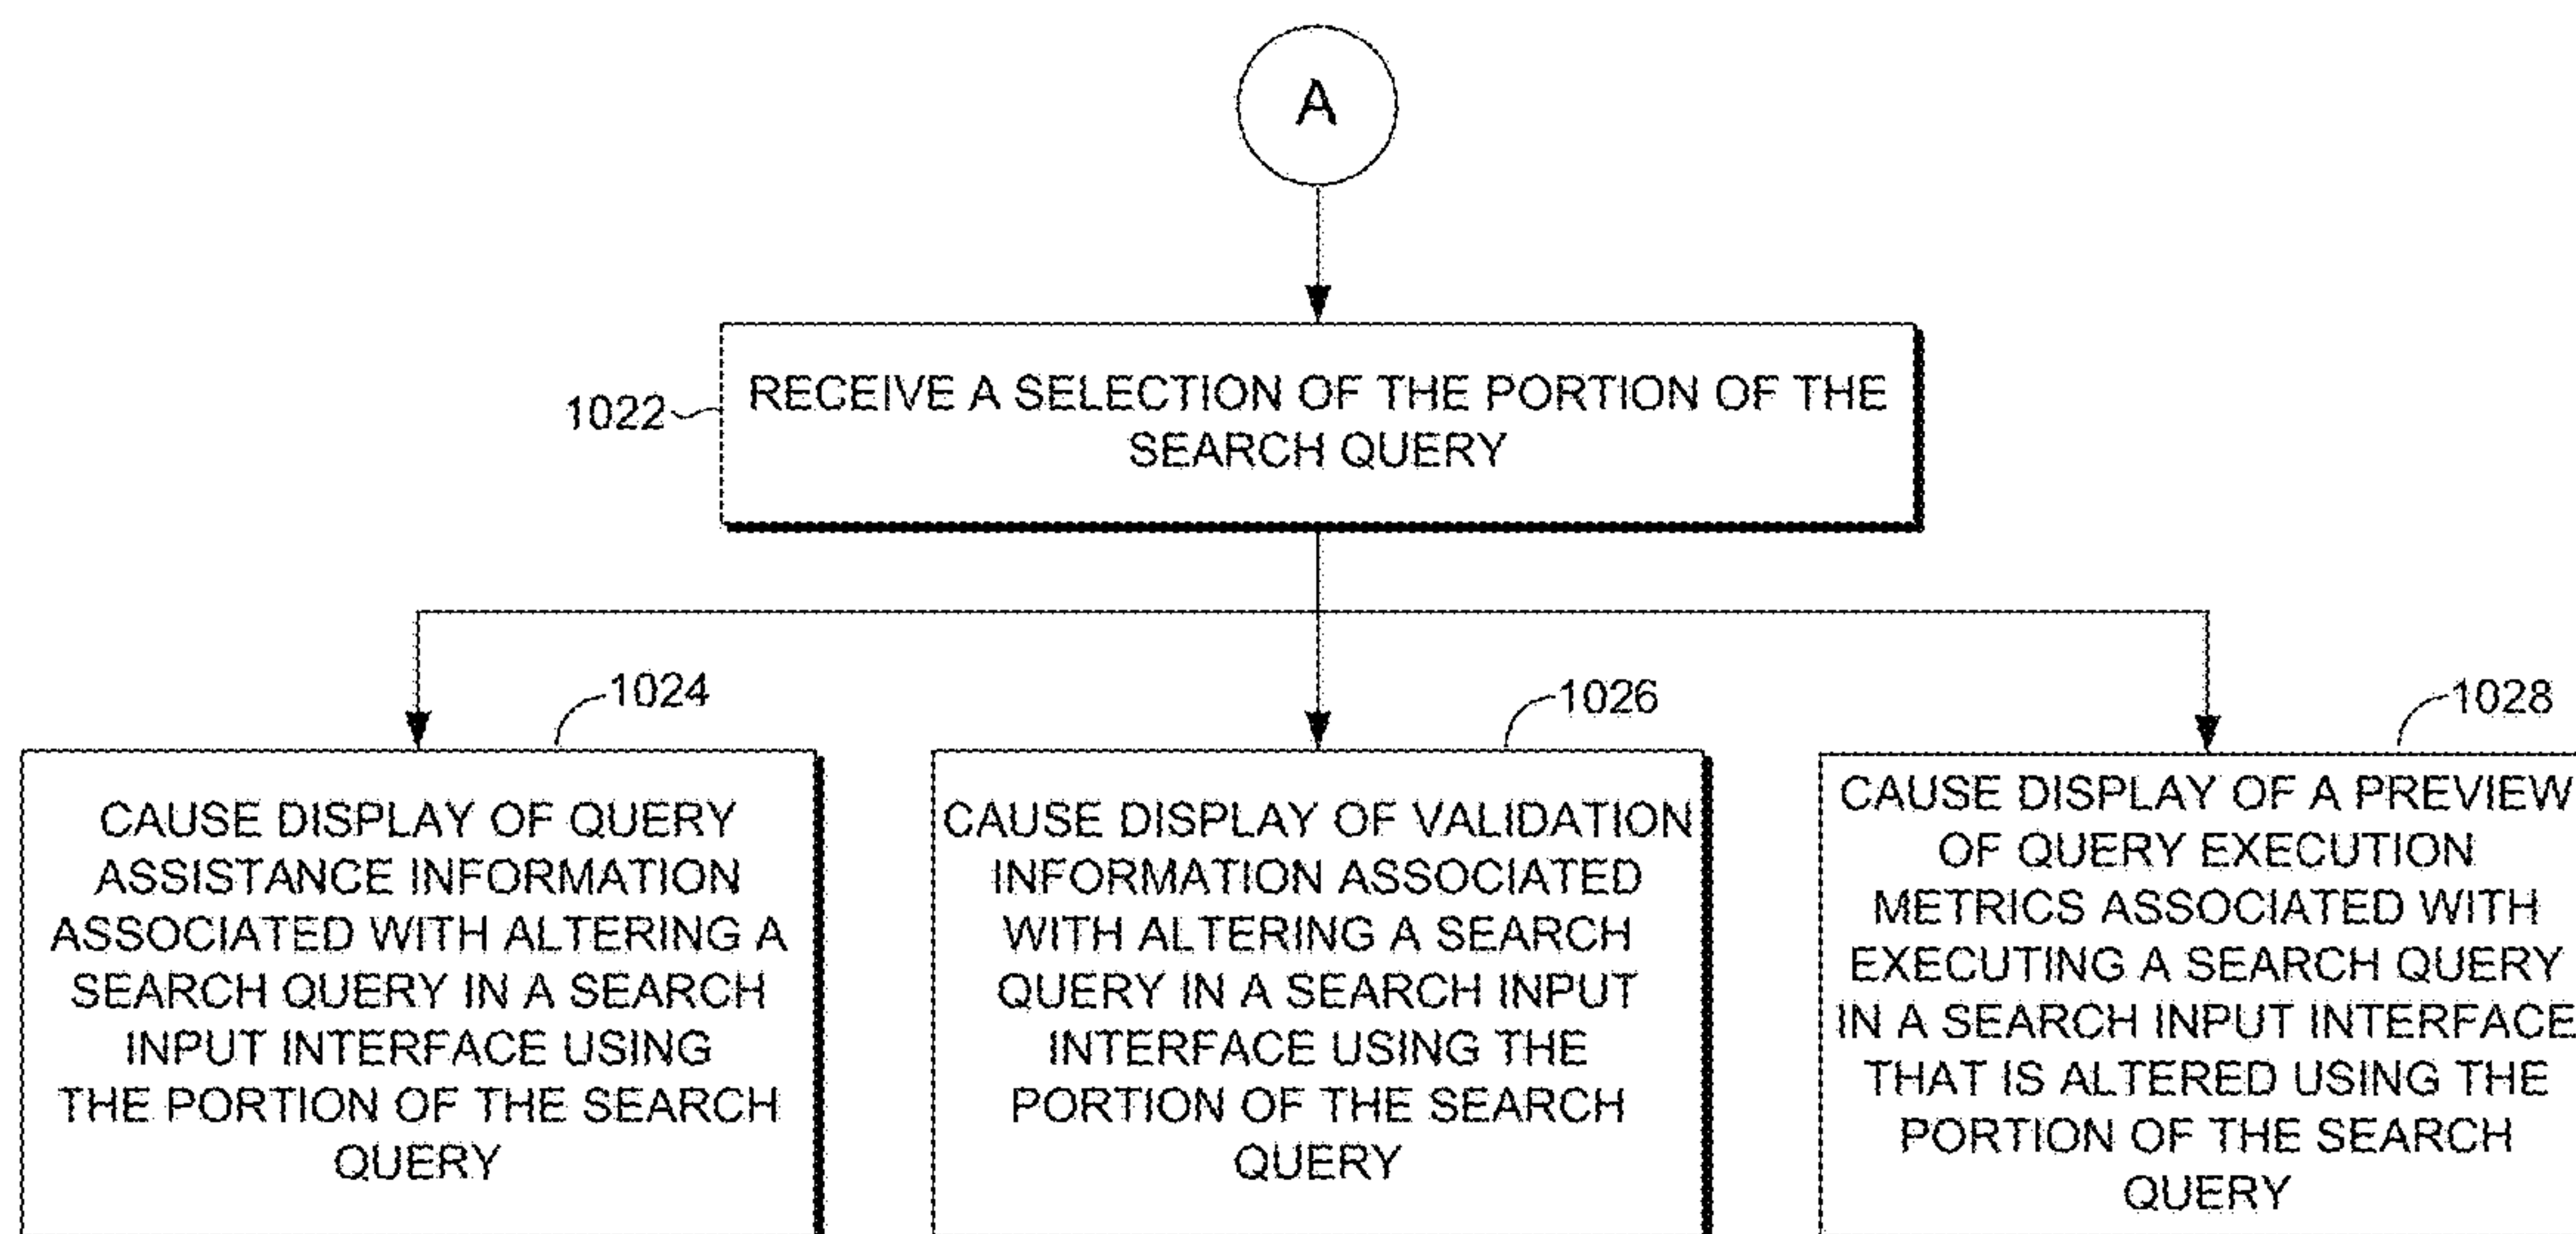 A
1022
RECEIVE A SELECTION OF THE PORTION OF THE
SEARCH QUERY
1024
CAUSE DISPLAY OF QUERY
ASSISTANCE INFORMATION
ASSOCIATED WITH ALTERING A
SEARCH QUERY IN A SEARCH
INPUT INTERFACE USING
THE PORTION OF THE SEARCH
QUERY
1026
CAUSE DISPLAY OF VALIDATION
INFORMATION ASSOCIATED
WITH ALTERING A SEARCH
QUERY IN A SEARCH INPUT
INTERFACE USING THE
PORTION OF THE SEARCH
QUERY
1028
CAUSE DISPLAY OF A PREVIEW
OF QUERY EXECUTION
METRICS ASSOCIATED WITH
EXECUTING A SEARCH QUERY
IN A SEARCH INPUT INTERFACE
THAT IS ALTERED USING THE
PORTION OF THE SEARCH
QUERY